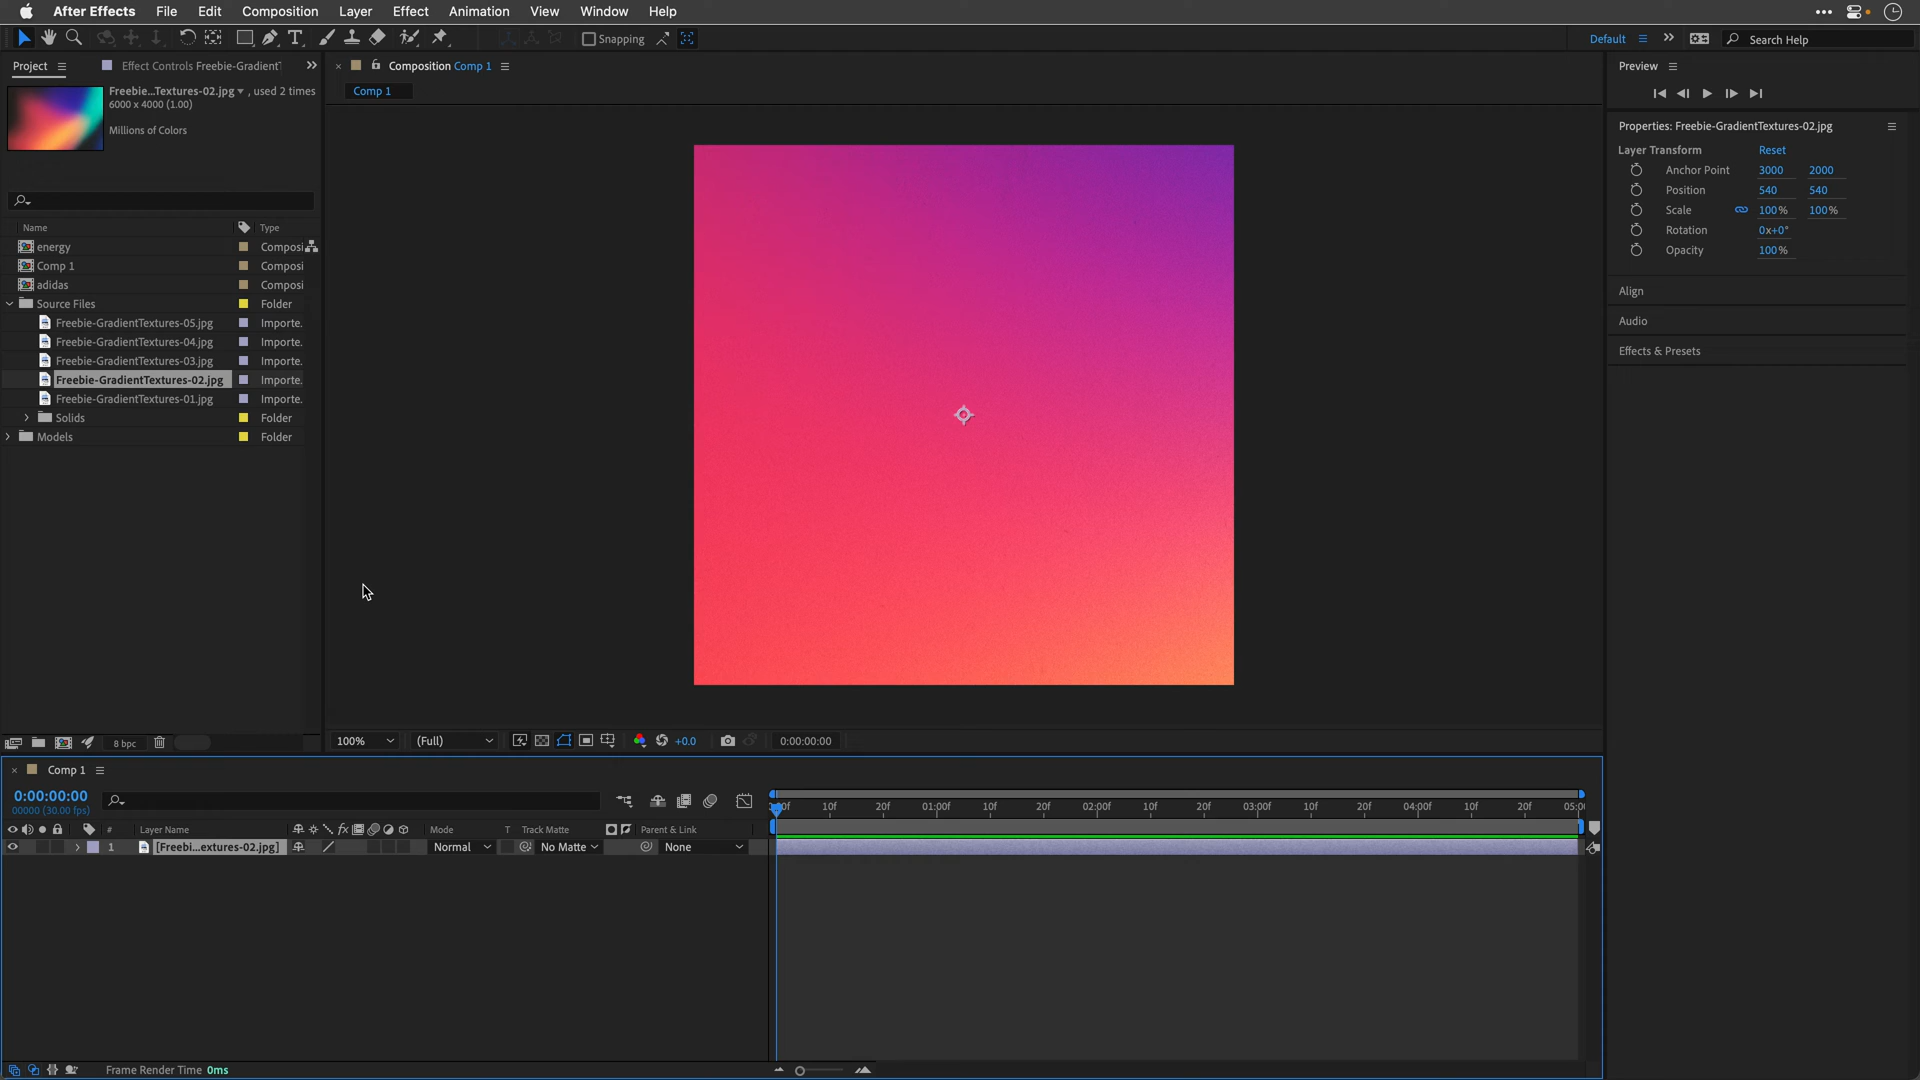 After Effects File Edit Composition Layer Effect Animation View Window Help
Snapping Default Search Help
Project Effect Controls Freebie-Gradient
Freebie...Textures-02.jpg , used 2 times
6000 x 4000 (1.00)
Millions of Colors
Name Type
energy Composi
Comp 1 Composi
adidas Composi
Source Files Folder
Freebie-GradientTextures-05.jpg Importe.
Freebie-GradientTextures-04.jpg Importe.
Freebie-GradientTextures-03.jpg Importe.
Freebie-GradientTextures-02.jpg Importe.
Freebie-GradientTextures-01.jpg Importe.
Solids Folder
Models Folder
8 bpc
Composition Comp 1
Comp 1
100% (Full) +0.0 0:00:00:00
Preview
Properties: Freebie-GradientTextures-02.jpg
Layer Transform Reset
Anchor Point 3000 2000
Position 540 540
Scale 100% 100%
Rotation 0x+0°
Opacity 100%
Align
Audio
Effects & Presets
Comp 1
0:00:00:00
00000 (30.00 fps)
:00f 10f 20f 01:00f 10f 20f 02:00f 10f 20f 03:00f 10f 20f 04:00f 10f 20f 05:00
# Layer Name Mode T Track Matte Parent & Link
1 [Freebi...extures-02.jpg] Normal No Matte None
Frame Render Time 0ms